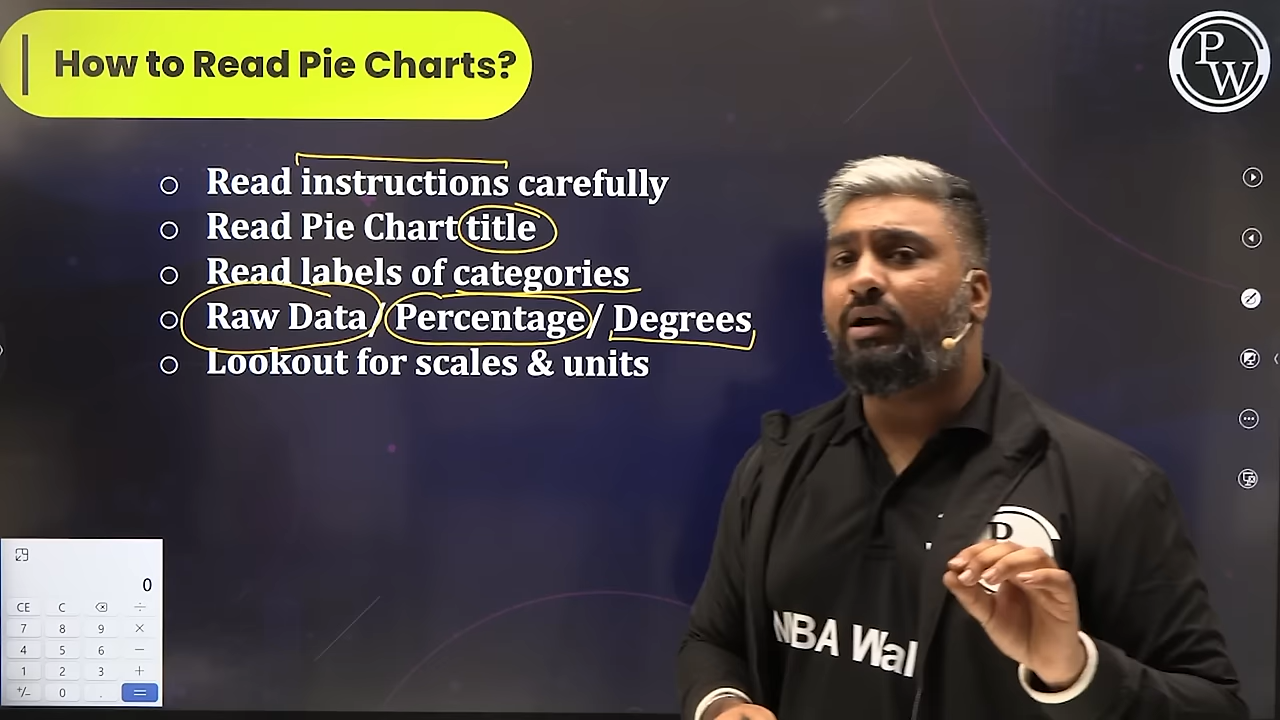 How to Read Pie Charts?
PW
Read instructions carefully
Read Pie Chart title
Read labels of categories
Raw Data/ Percentage/ Degrees
Lookout for scales & units
0
CE C ÷
7 8 9 ×
4 5 6 −
1 2 3 +
+/− 0 . =
P
MBA Wal